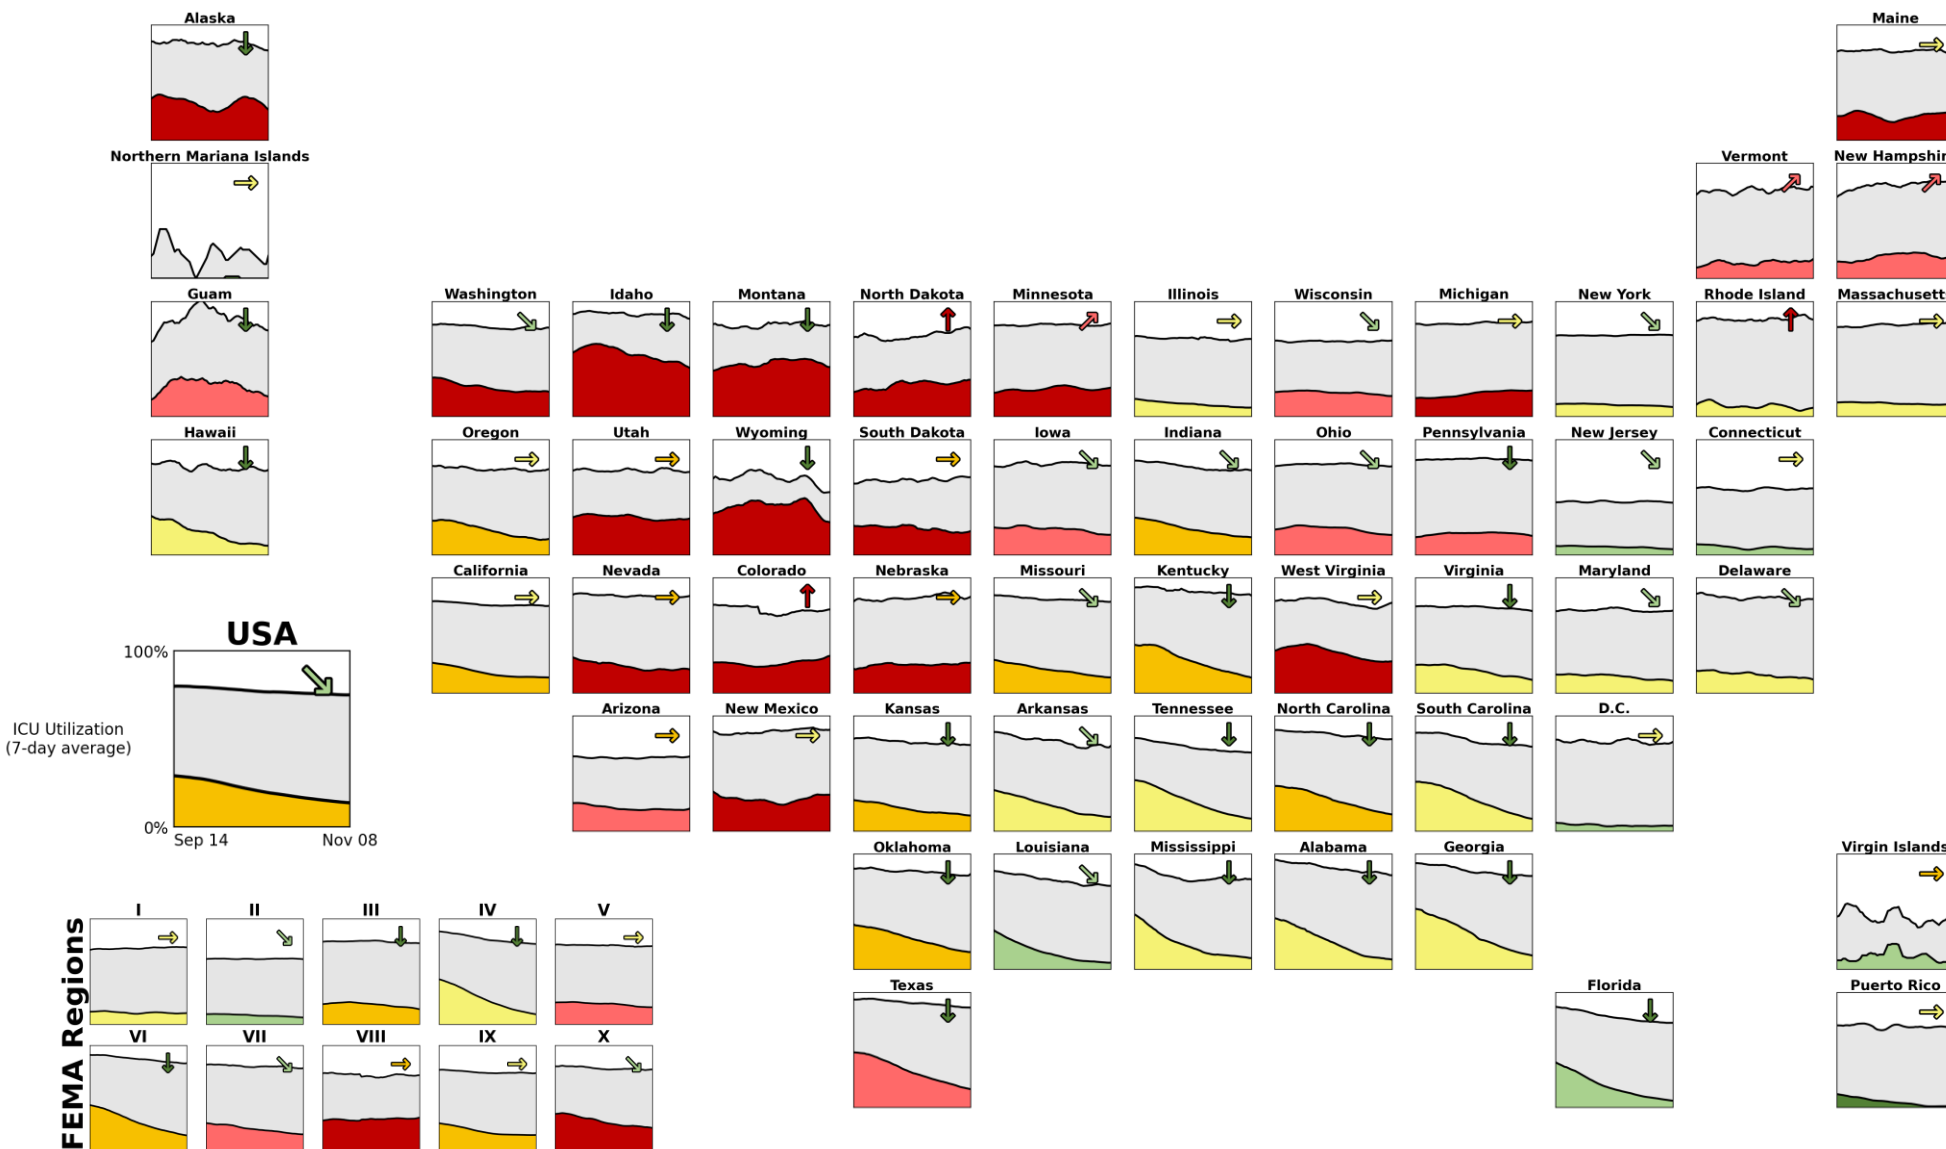 Alaska
Maine
Northern Mariana Islands
Vermont
New Hampshir
Guam
Washington
Idaho
Montana
North Dakota
Minnesota
Illinois
Wisconsin
Michigan
New York
Rhode Island
Massachusett
Hawaii
Oregon
Utah
Wyoming
South Dakota
Iowa
Indiana
Ohio
Pennsylvania
New Jersey
Connecticut
California
Nevada
Colorado
Nebraska
Missouri
Kentucky
West Virginia
Virginia
Maryland
Delaware
USA
100%
ICU Utilization
(7-day average)
0%
Sep 14
Nov 08
Arizona
New Mexico
Kansas
Arkansas
Tennessee
North Carolina
South Carolina
D.C.
Oklahoma
Louisiana
Mississippi
Alabama
Georgia
Virgin Islands
Texas
Florida
Puerto Rico
FEMA Regions
I
II
III
IV
V
VI
VII
VIII
IX
X